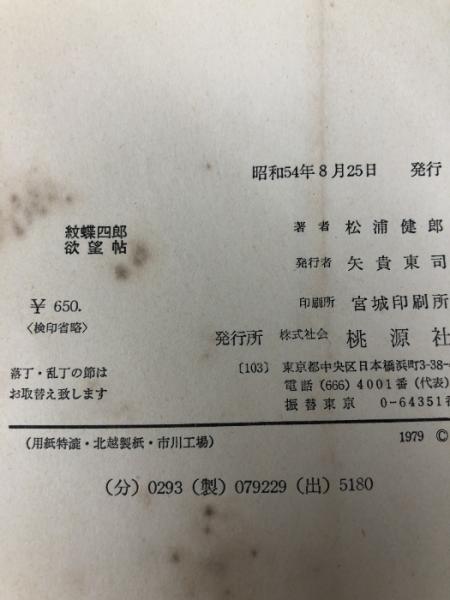 昭和54年8月25日 発行
紋蝶四郎
欲望帖
¥ 650.
〈検印省略〉
落丁・乱丁の節は
お取替え致します
著者 松浦健郎
発行者 矢貴東司
印刷所 宮城印刷所
発行所 株式会社 桃源社
〔103〕 東京都中央区日本橋浜町3-38-
電話(666)4001番(代表)
振替東京 0-64351
(用紙特漉・北越製紙・市川工場)
1979 ©
(分)0293(製)079229(出)5180